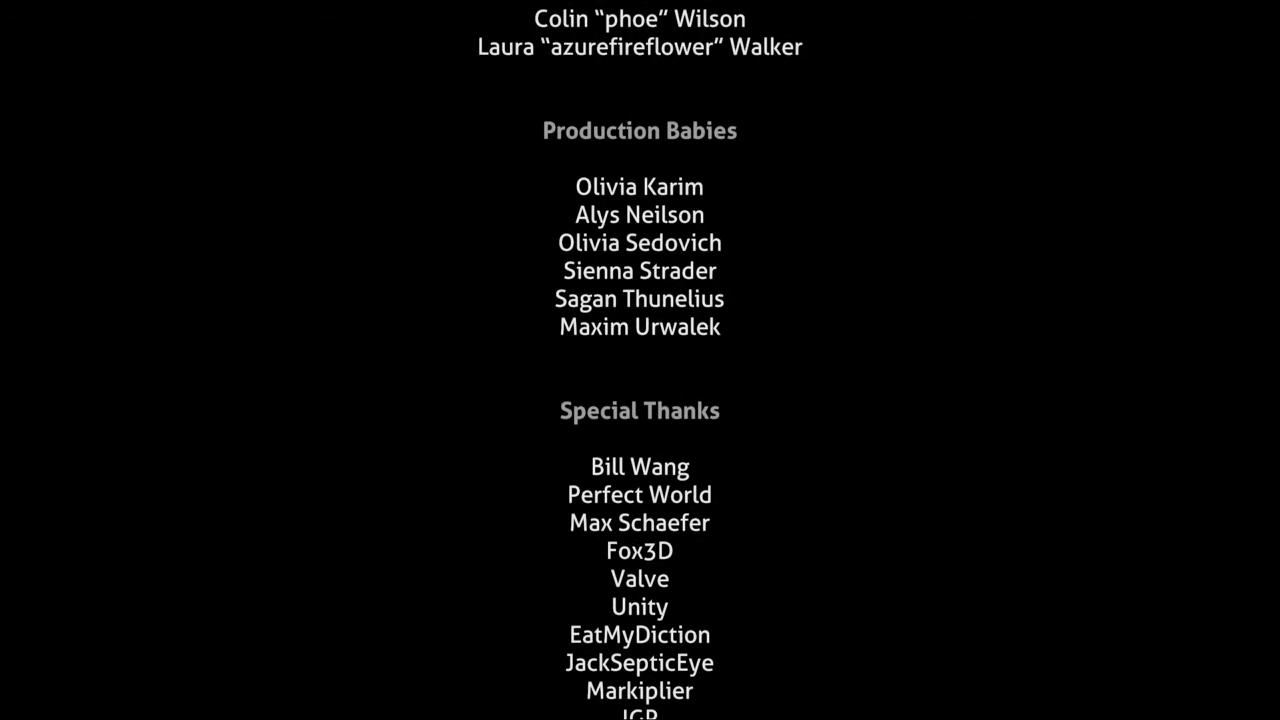 Colin “phoe” Wilson
Laura “azurefireflower” Walker
Production Babies
Olivia Karim
Alys Neilson
Olivia Sedovich
Sienna Strader
Sagan Thunelius
Maxim Urwalek
Special Thanks
Bill Wang
Perfect World
Max Schaefer
Fox3D
Valve
Unity
EatMyDiction
JackSepticEye
Markiplier